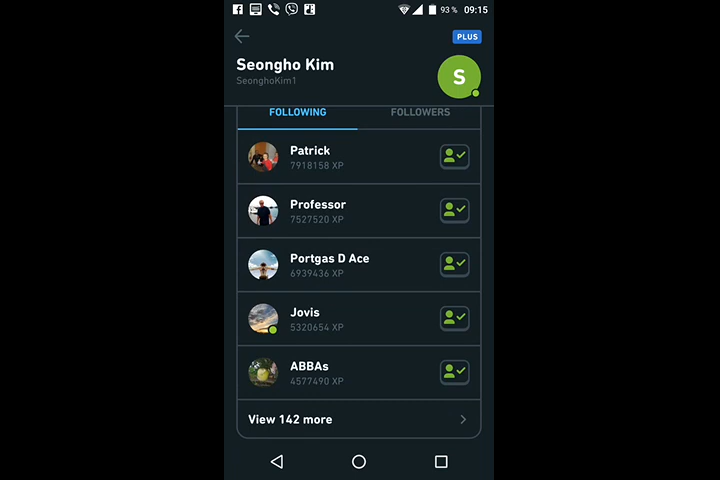 93 % 09:15
PLUS
Seongho Kim
SeonghoKim1
S
FOLLOWING FOLLOWERS
Patrick
7918158 XP
Professor
7527520 XP
Portgas D Ace
6939436 XP
Jovis
5320654 XP
ABBAs
4577490 XP
View 142 more